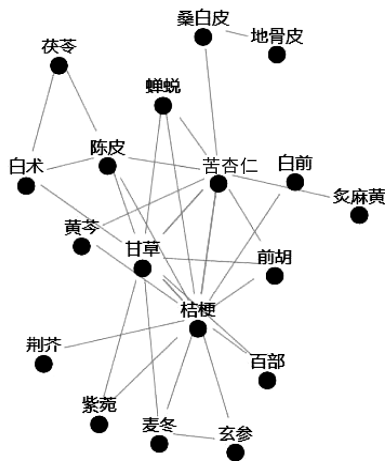 桑白皮
地骨皮
茯苓
蝉蜕
陈皮
苦杏仁
白前
白术
炙麻黄
黄芩
甘草
前胡
桔梗
荆芥
百部
紫菀
麦冬
玄参